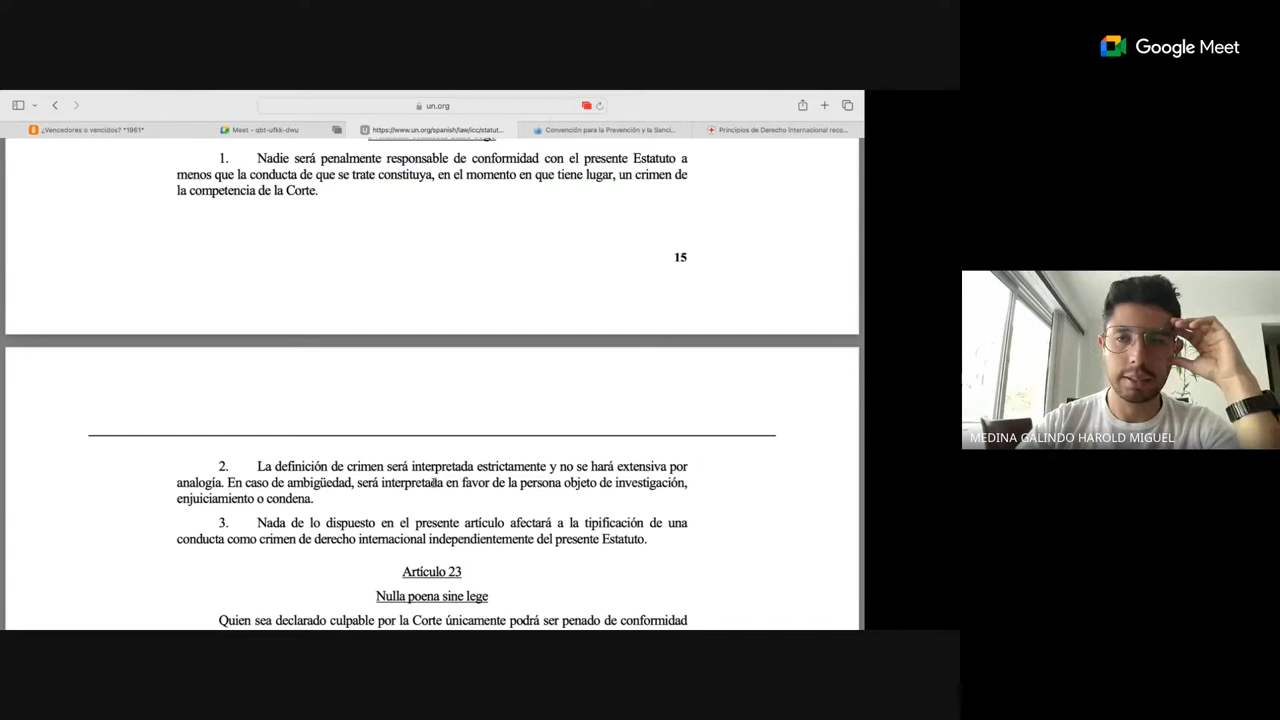 Google Meet
un.org
¿Vencedores o vencidos? *1961*
Meet - qbt-ufkk-dwu
https://www.un.org/spanish/law/icc/statut...
Convención para la Prevención y la Sanci...
Principios de Derecho Internacional reco...
1. Nadie será penalmente responsable de conformidad con el presente Estatuto a
menos que la conducta de que se trate constituya, en el momento en que tiene lugar, un crimen de
la competencia de la Corte.
15
2. La definición de crimen será interpretada estrictamente y no se hará extensiva por
analogía. En caso de ambigüedad, será interpretada en favor de la persona objeto de investigación,
enjuiciamiento o condena.
3. Nada de lo dispuesto en el presente artículo afectará a la tipificación de una
conducta como crimen de derecho internacional independientemente del presente Estatuto.
Artículo 23
Nulla poena sine lege
Quien sea declarado culpable por la Corte únicamente podrá ser penado de conformidad
MEDINA GALINDO HAROLD MIGUEL